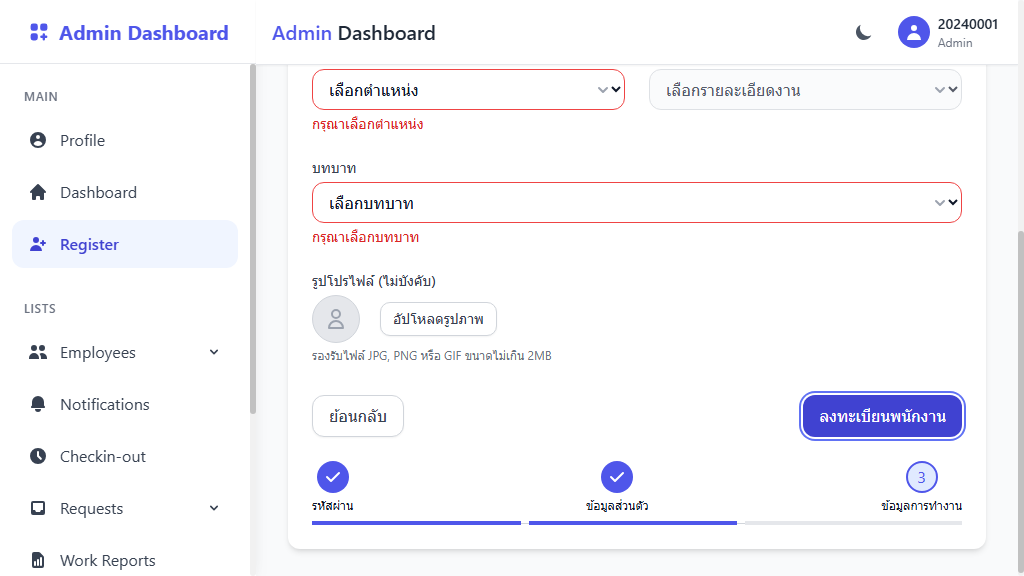 Admin Dashboard
Admin Dashboard
20240001
Admin
MAIN
Profile
Dashboard
Register
LISTS
Employees
Notifications
Checkin-out
Requests
Work Reports
เลือกตำแหน่ง
เลือกรายละเอียดงาน
กรุณาเลือกตำแหน่ง
บทบาท
เลือกบทบาท
กรุณาเลือกบทบาท
รูปโปรไฟล์ (ไม่บังคับ)
อัปโหลดรูปภาพ
รองรับไฟล์ JPG, PNG หรือ GIF ขนาดไม่เกิน 2MB
ย้อนกลับ
ลงทะเบียนพนักงาน
3
รหัสผ่าน
ข้อมูลส่วนตัว
ข้อมูลการทำงาน